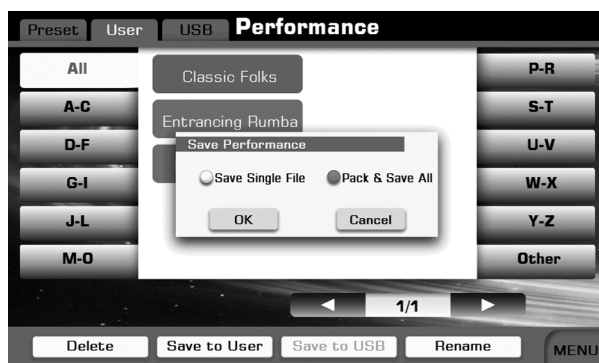 Preset User USB Performance
All
A-C
D-F
G-I
J-L
M-O
Classic Folks
Entrancing Rumba
Save Performance
Save Single File Pack & Save All
OK Cancel
P-R
S-T
U-V
W-X
Y-Z
Other
1/1
Delete Save to User Save to USB Rename MENU